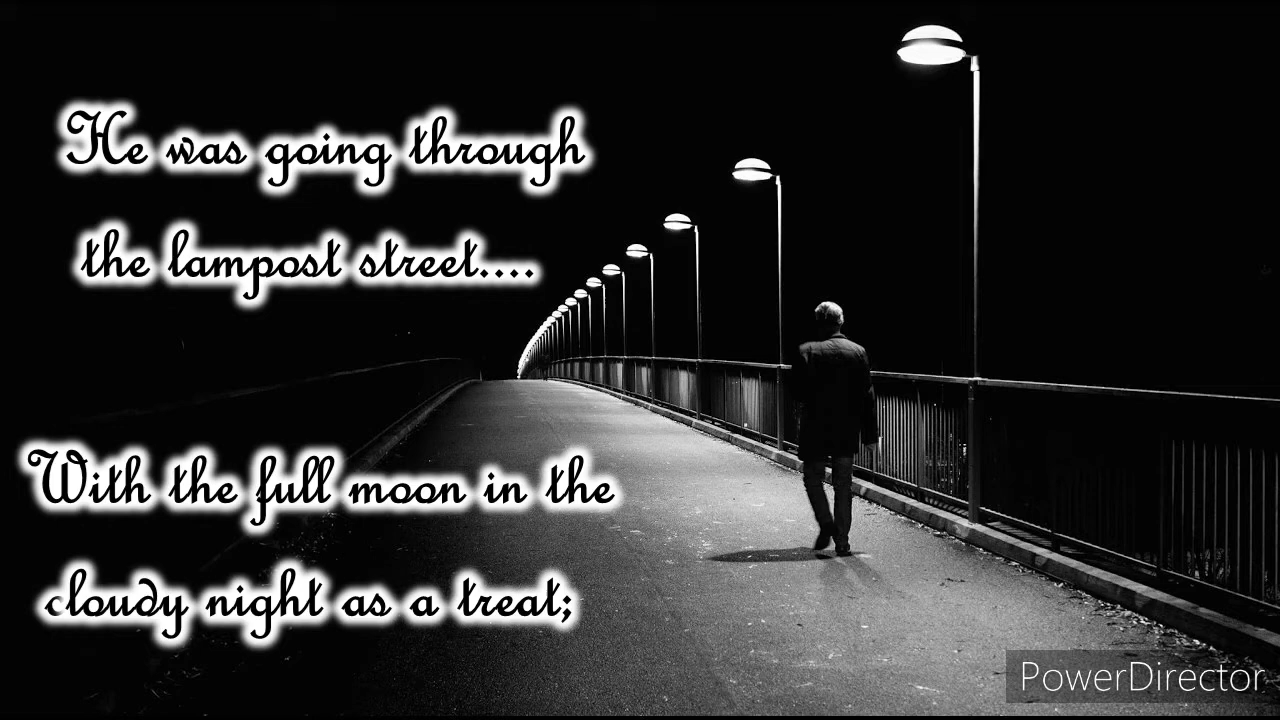 He was going through
the lampost street....
With the full moon in the
cloudy night as a treat;
PowerDirector